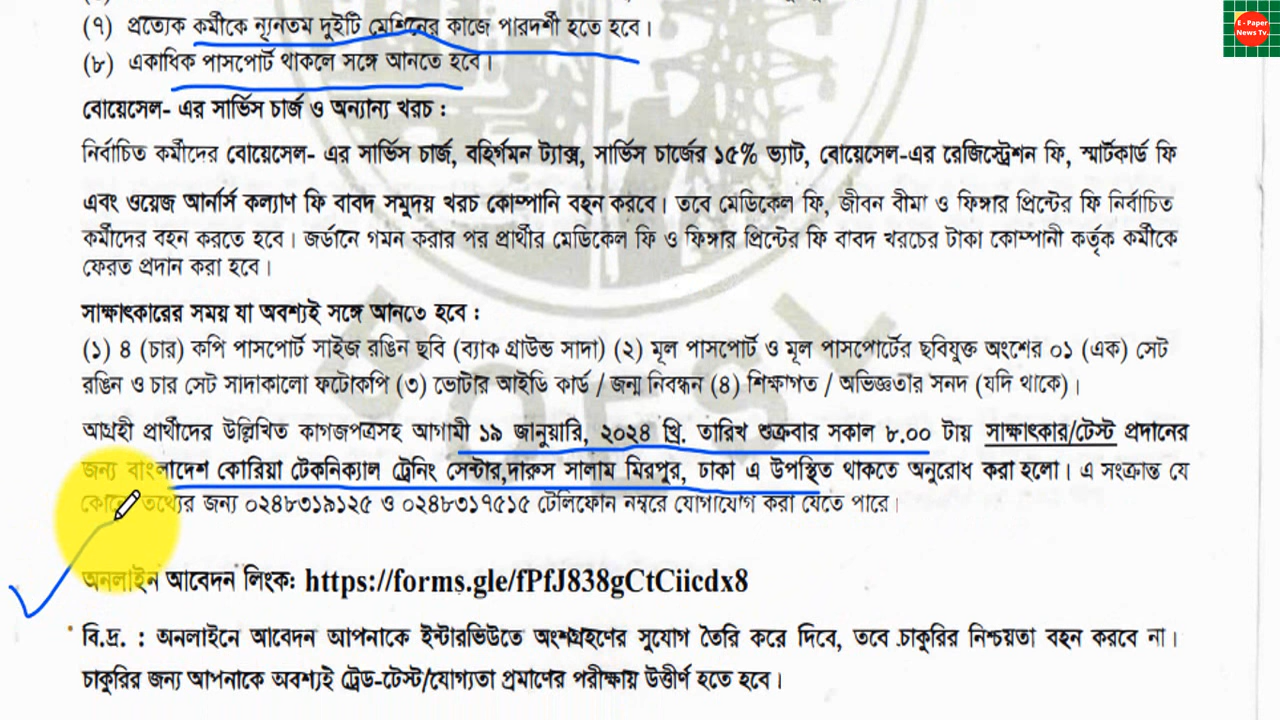 (৭) প্রত্যেক কর্মীকে ন্যূনতম দুইটি মেশিনের কাজে পারদর্শী হতে হবে।
(৮) একাধিক পাসপোর্ট থাকলে সঙ্গে আনতে হবে।
বোয়েসেল- এর সার্ভিস চার্জ ও অন্যান্য খরচ :
নির্বাচিত কর্মীদের বোয়েসেল- এর সার্ভিস চার্জ, বহির্গমন ট্যাক্স, সার্ভিস চার্জের ১৫% ভ্যাট, বোয়েসেল-এর রেজিস্ট্রেশন ফি, স্মার্টকার্ড ফি
এবং ওয়েজ আর্নার্স কল্যাণ ফি বাবদ সমুদয় খরচ কোম্পানি বহন করবে। তবে মেডিকেল ফি, জীবন বীমা ও ফিঙ্গার প্রিন্টের ফি নির্বাচিত
কর্মীদের বহন করতে হবে। জর্ডানে গমন করার পর প্রার্থীর মেডিকেল ফি ও ফিঙ্গার প্রিন্টের ফি বাবদ খরচের টাকা কোম্পানী কর্তৃক কর্মীকে
ফেরত প্রদান করা হবে।
সাক্ষাৎকারের সময় যা অবশ্যই সঙ্গে আনতে হবে :
(১) ৪ (চার) কপি পাসপোর্ট সাইজ রঙিন ছবি (ব্যাক গ্রাউন্ড সাদা) (২) মূল পাসপোর্ট ও মূল পাসপোর্টের ছবিযুক্ত অংশের ০১ (এক) সেট
রঙিন ও চার সেট সাদাকালো ফটোকপি (৩) ভোটার আইডি কার্ড / জন্ম নিবন্ধন (৪) শিক্ষাগত / অভিজ্ঞতার সনদ (যদি থাকে)।
আগ্রহী প্রার্থীদের উল্লিখিত কাগজপত্রসহ আগামী ১৯ জানুয়ারি, ২০২৪ খ্রি. তারিখ শুক্রবার সকাল ৮.০০ টায় সাক্ষাৎকার/টেস্ট প্রদানের
জন্য বাংলাদেশ কোরিয়া টেকনিক্যাল ট্রেনিং সেন্টার,দারুস সালাম মিরপুর, ঢাকা এ উপস্থিত থাকতে অনুরোধ করা হলো। এ সংক্রান্ত যে
কোনো তথ্যের জন্য ০২৪৮৩১৯১২৫ ও ০২৪৮৩১৭৫১৫ টেলিফোন নম্বরে যোগাযোগ করা যেতে পারে।
অনলাইন আবেদন লিংক: https://forms.gle/fPfJ838gCtCiicdx8
বি.দ্র. : অনলাইনে আবেদন আপনাকে ইন্টারভিউতে অংশগ্রহণের সুযোগ তৈরি করে দিবে, তবে চাকুরির নিশ্চয়তা বহন করবে না।
চাকুরির জন্য আপনাকে অবশ্যই ট্রেড-টেস্ট/যোগ্যতা প্রমাণের পরীক্ষায় উত্তীর্ণ হতে হবে।
E - Paper
News Tv.
BOESL